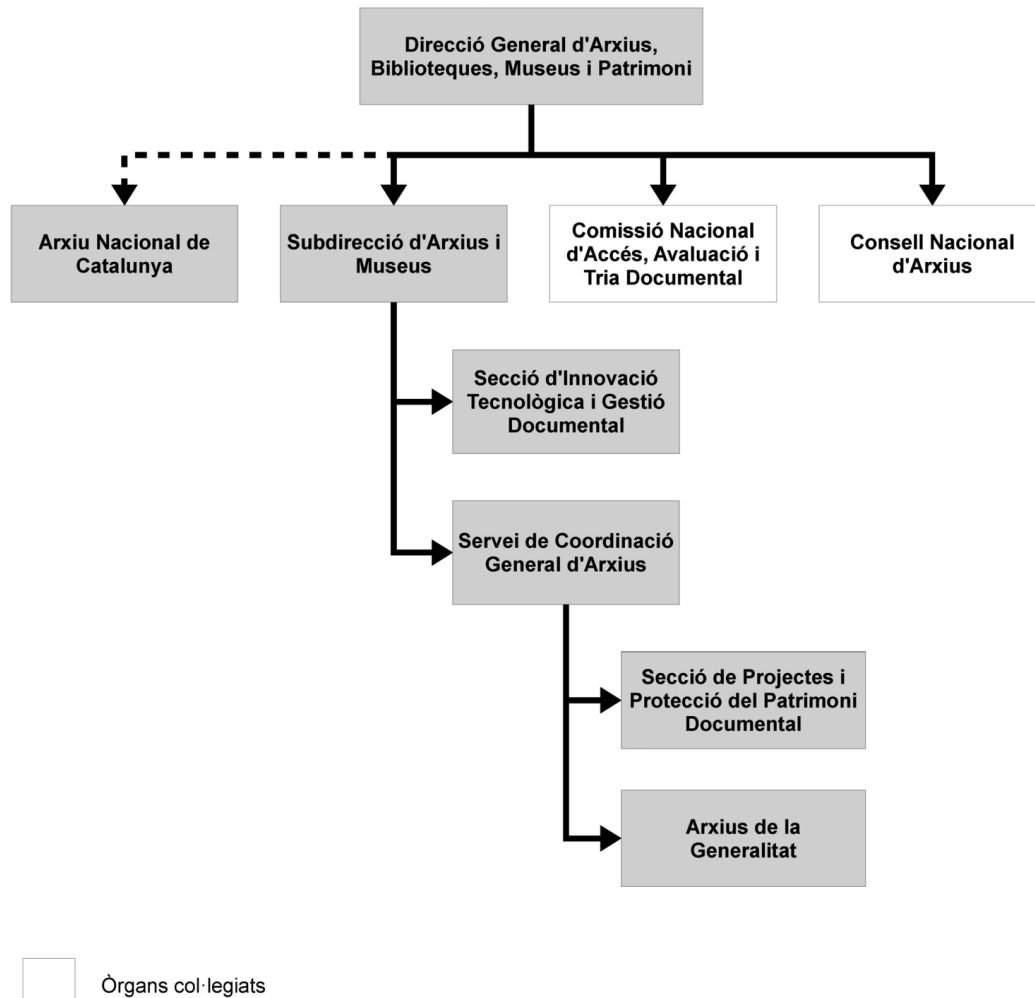 Direcció General d'Arxius,
Biblioteques, Museus i Patrimoni
Arxiu Nacional de
Catalunya
Subdirecció d'Arxius i
Museus
Comissió Nacional
d'Accés, Avaluació i
Tria Documental
Consell Nacional
d'Arxius
Secció d'Innovació
Tecnològica i Gestió
Documental
Servei de Coordinació
General d'Arxius
Secció de Projectes i
Protecció del Patrimoni
Documental
Arxius de la
Generalitat
Òrgans col·legiats